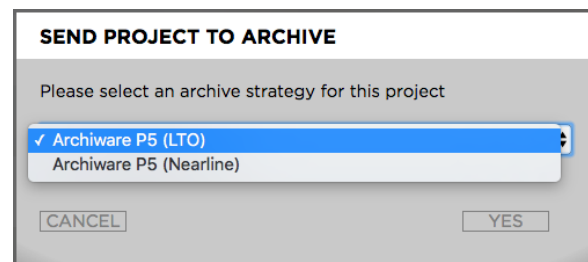 SEND PROJECT TO ARCHIVE
Please select an archive strategy for this project
✓ Archiware P5 (LTO)
Archiware P5 (Nearline)
CANCEL YES